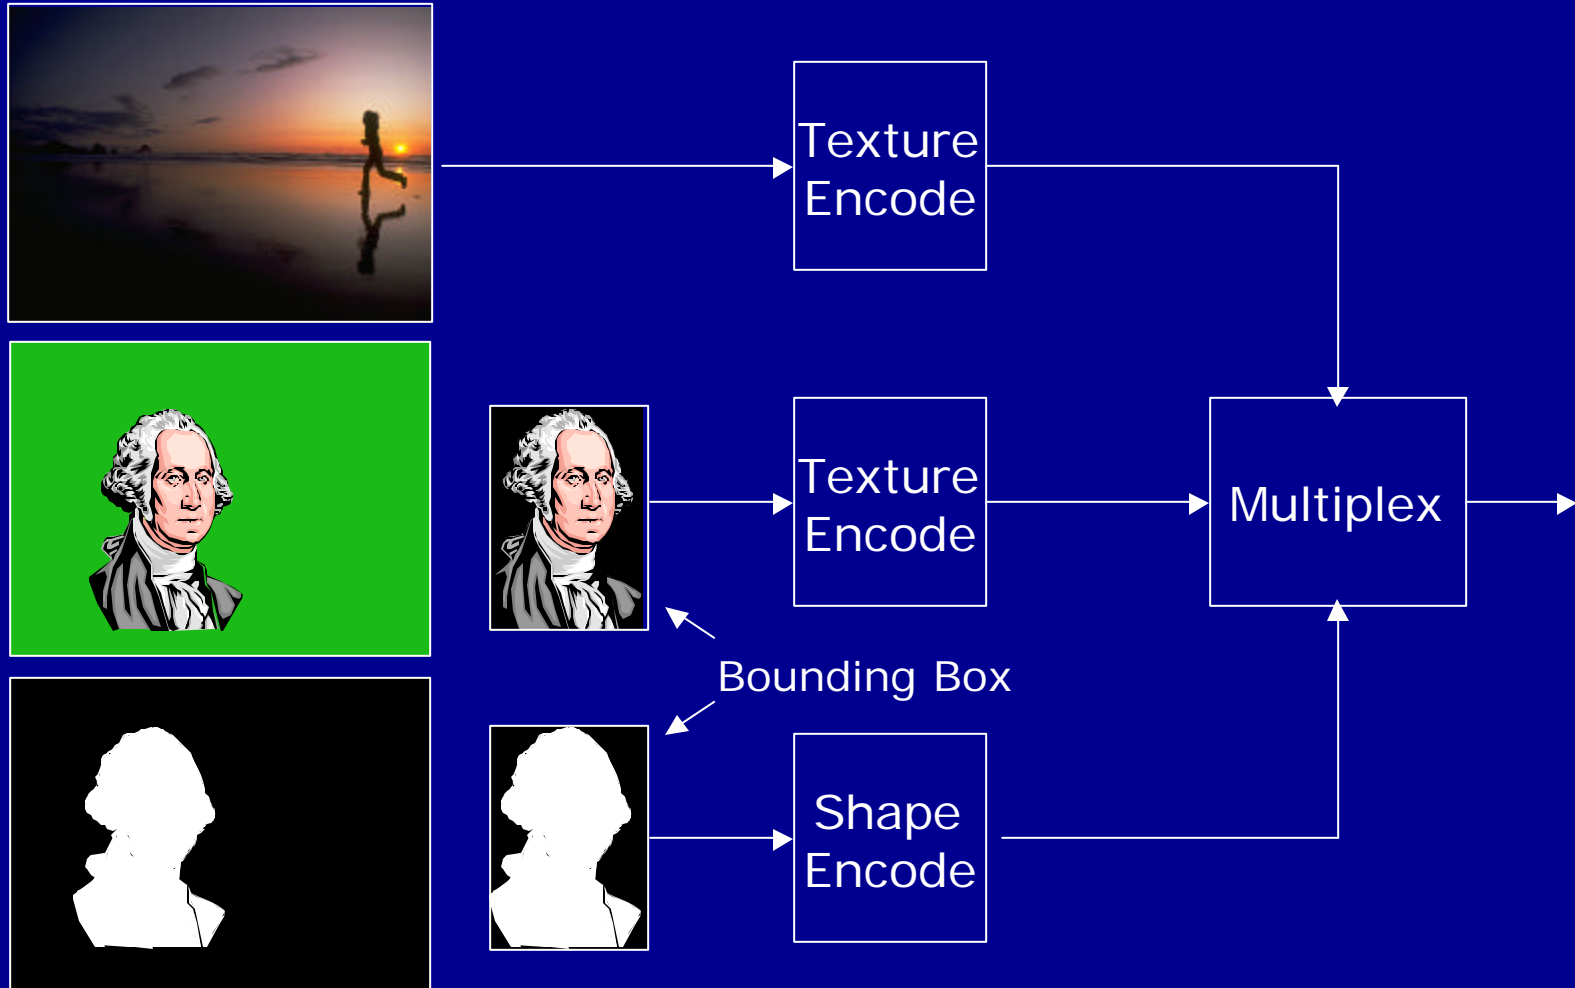 Texture
Encode
Texture
Encode
Multiplex
Bounding Box
Shape
Encode